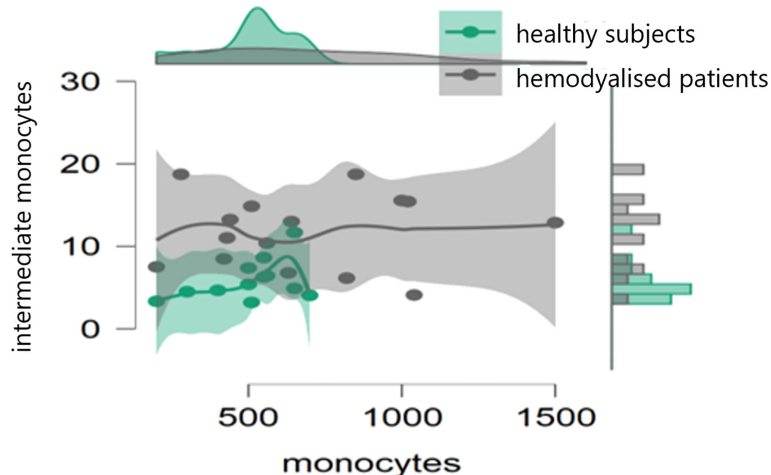 healthy subjects
hemodyalised patients
intermediate monocytes
30
20
10
0
500 1000 1500
monocytes